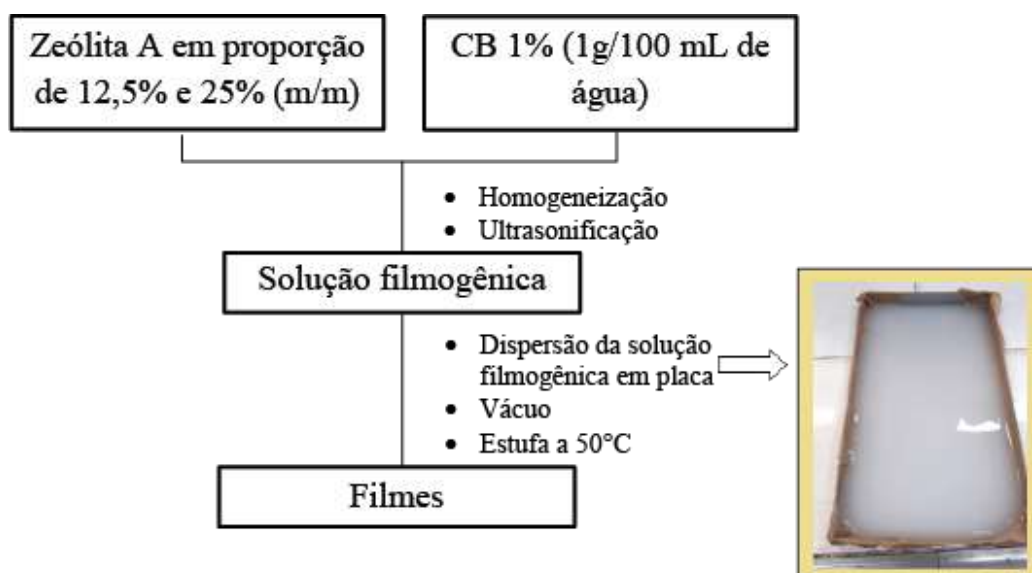 Zeólita A em proporção
de 12,5% e 25% (m/m)
CB 1% (1g/100 mL de
água)
• Homogeneização
• Ultrasonificação
Solução filmogênica
• Dispersão da solução
filmogênica em placa
• Vácuo
• Estufa a 50°C
Filmes